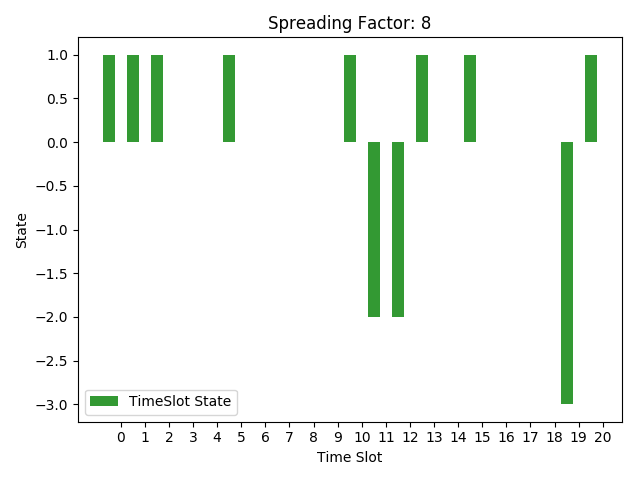 Spreading Factor: 8
1.0
0.5
0.0
−0.5
−1.0
−1.5
−2.0
−2.5
−3.0
State
TimeSlot State
0 1 2 3 4 5 6 7 8 9 10 11 12 13 14 15 16 17 18 19 20
Time Slot